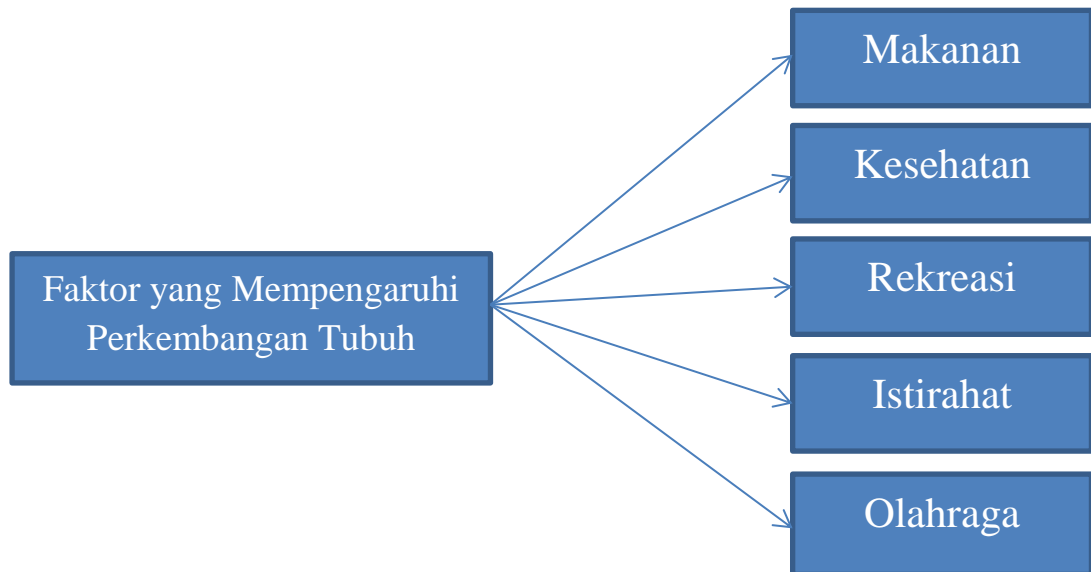 Faktor yang Mempengaruhi
Perkembangan Tubuh
Makanan
Kesehatan
Rekreasi
Istirahat
Olahraga